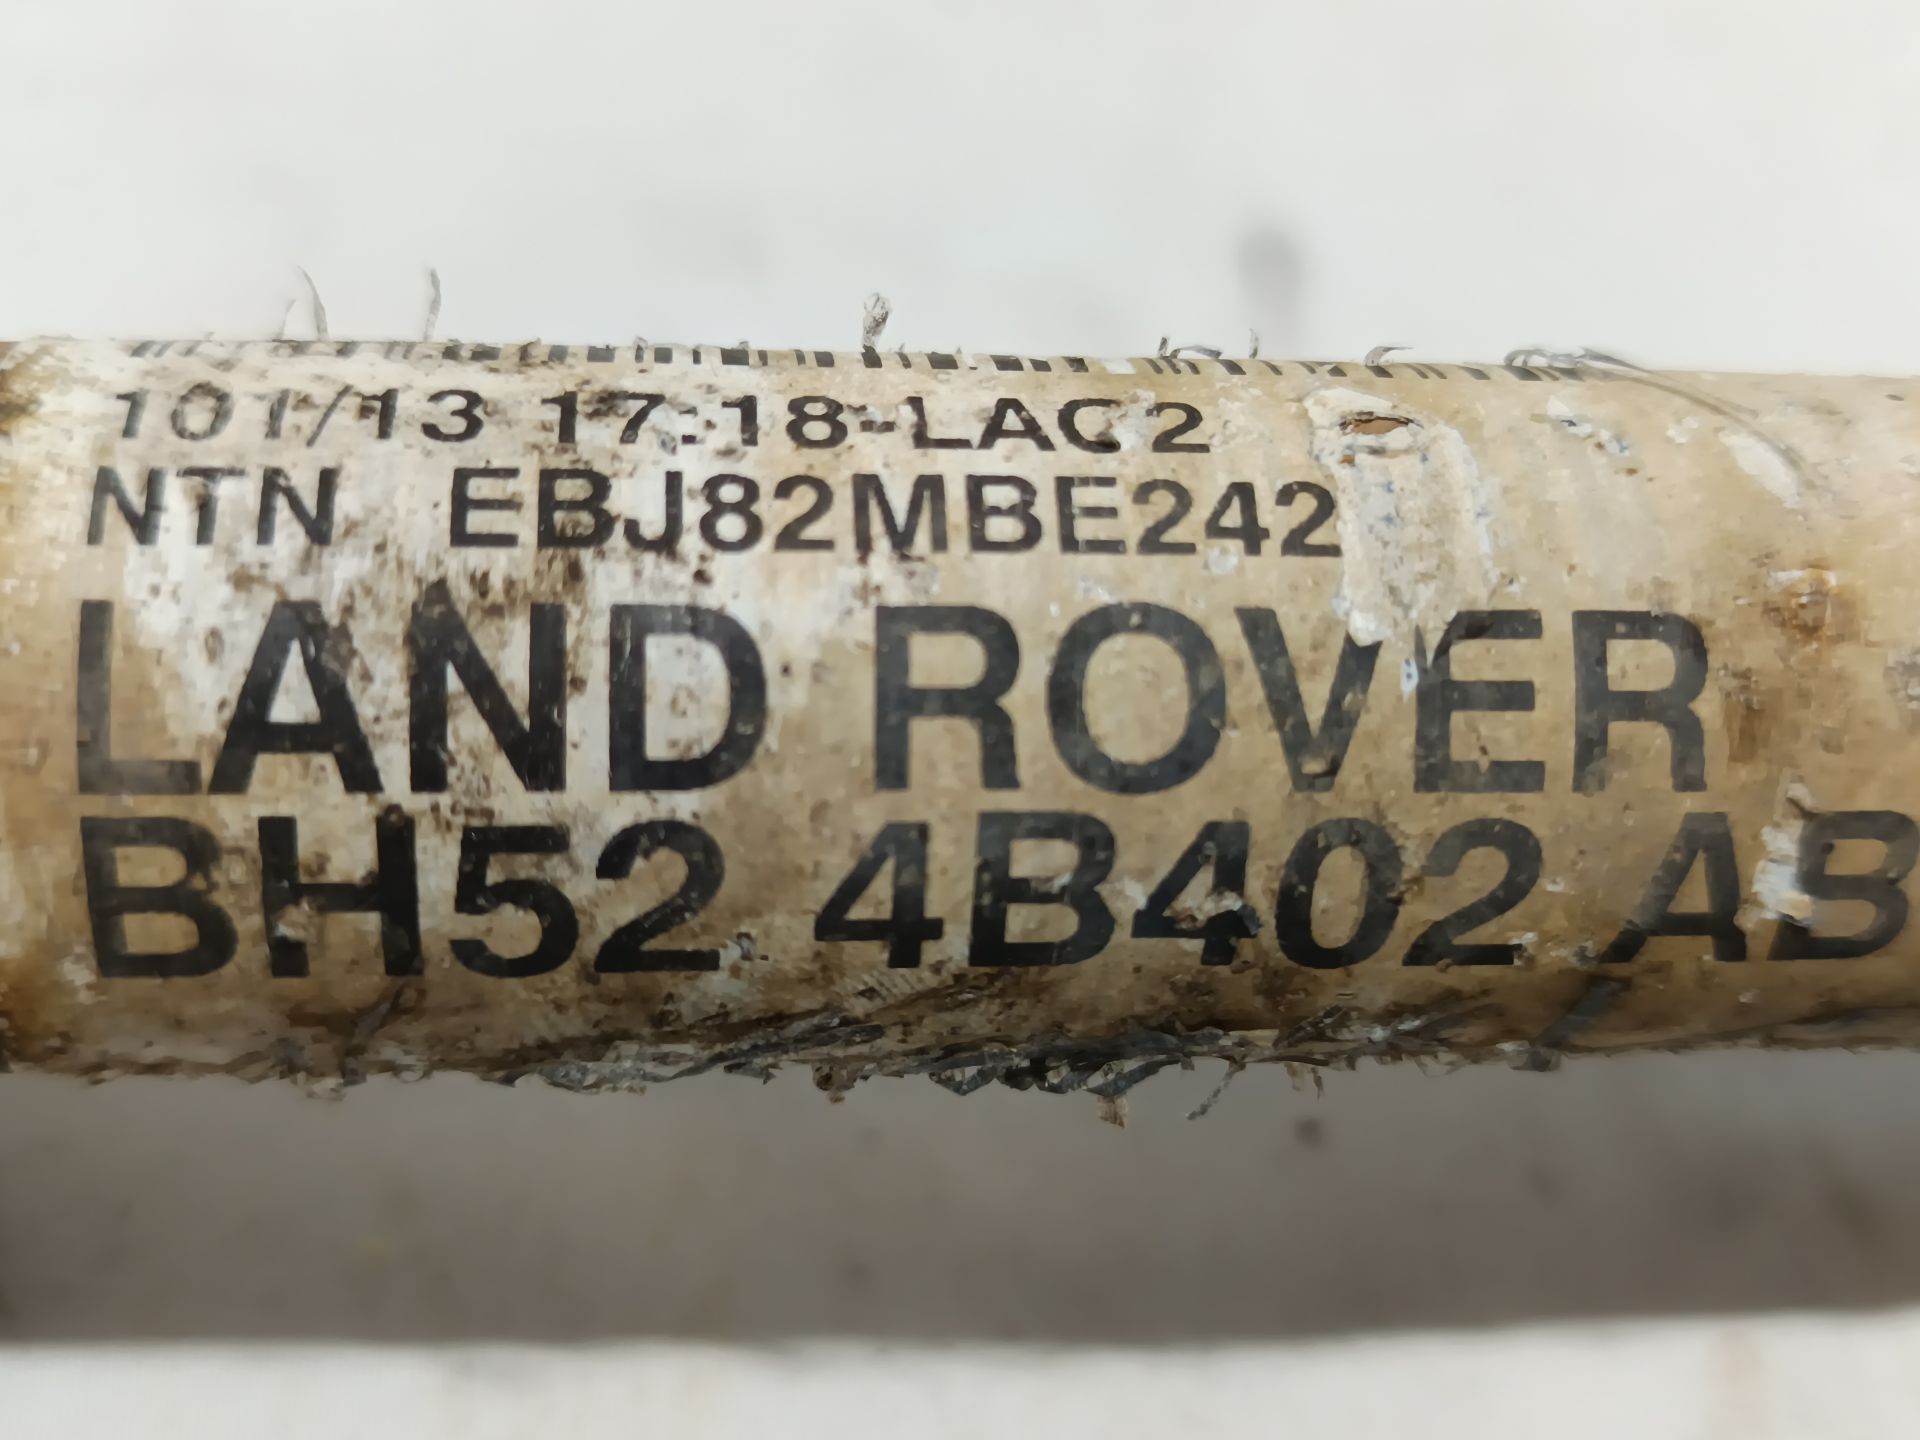 101/13 17:18-LAC2
NTN EBJ82MBE242
LAND ROVER
BH52 4B402 AB